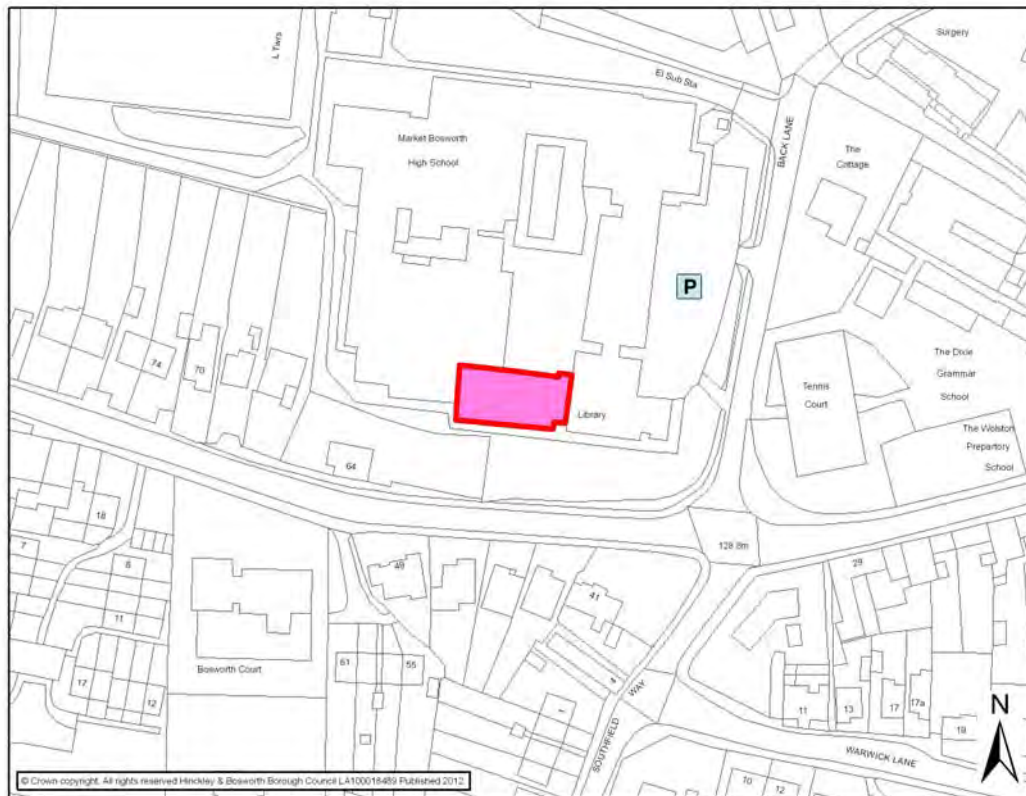 Surgery
L Twrs
El Sub Sta
Market Bosworth
High School
BACK LANE
The
Cottage
P
74
70
Library
Tennis
Court
The Dixie
Grammar
School
The Wolston
Prepartory
School
64
18
7
8
128.8m
29
49
41
11
Bosworth Court
61
55
17
12
4
1
SOUTHFIELD WAY
11
13
17
17a
19
WARWICK LANE
10
12
N
© Crown copyright. All rights reserved Hinckley & Bosworth Borough Council LA100018489 Published 2012